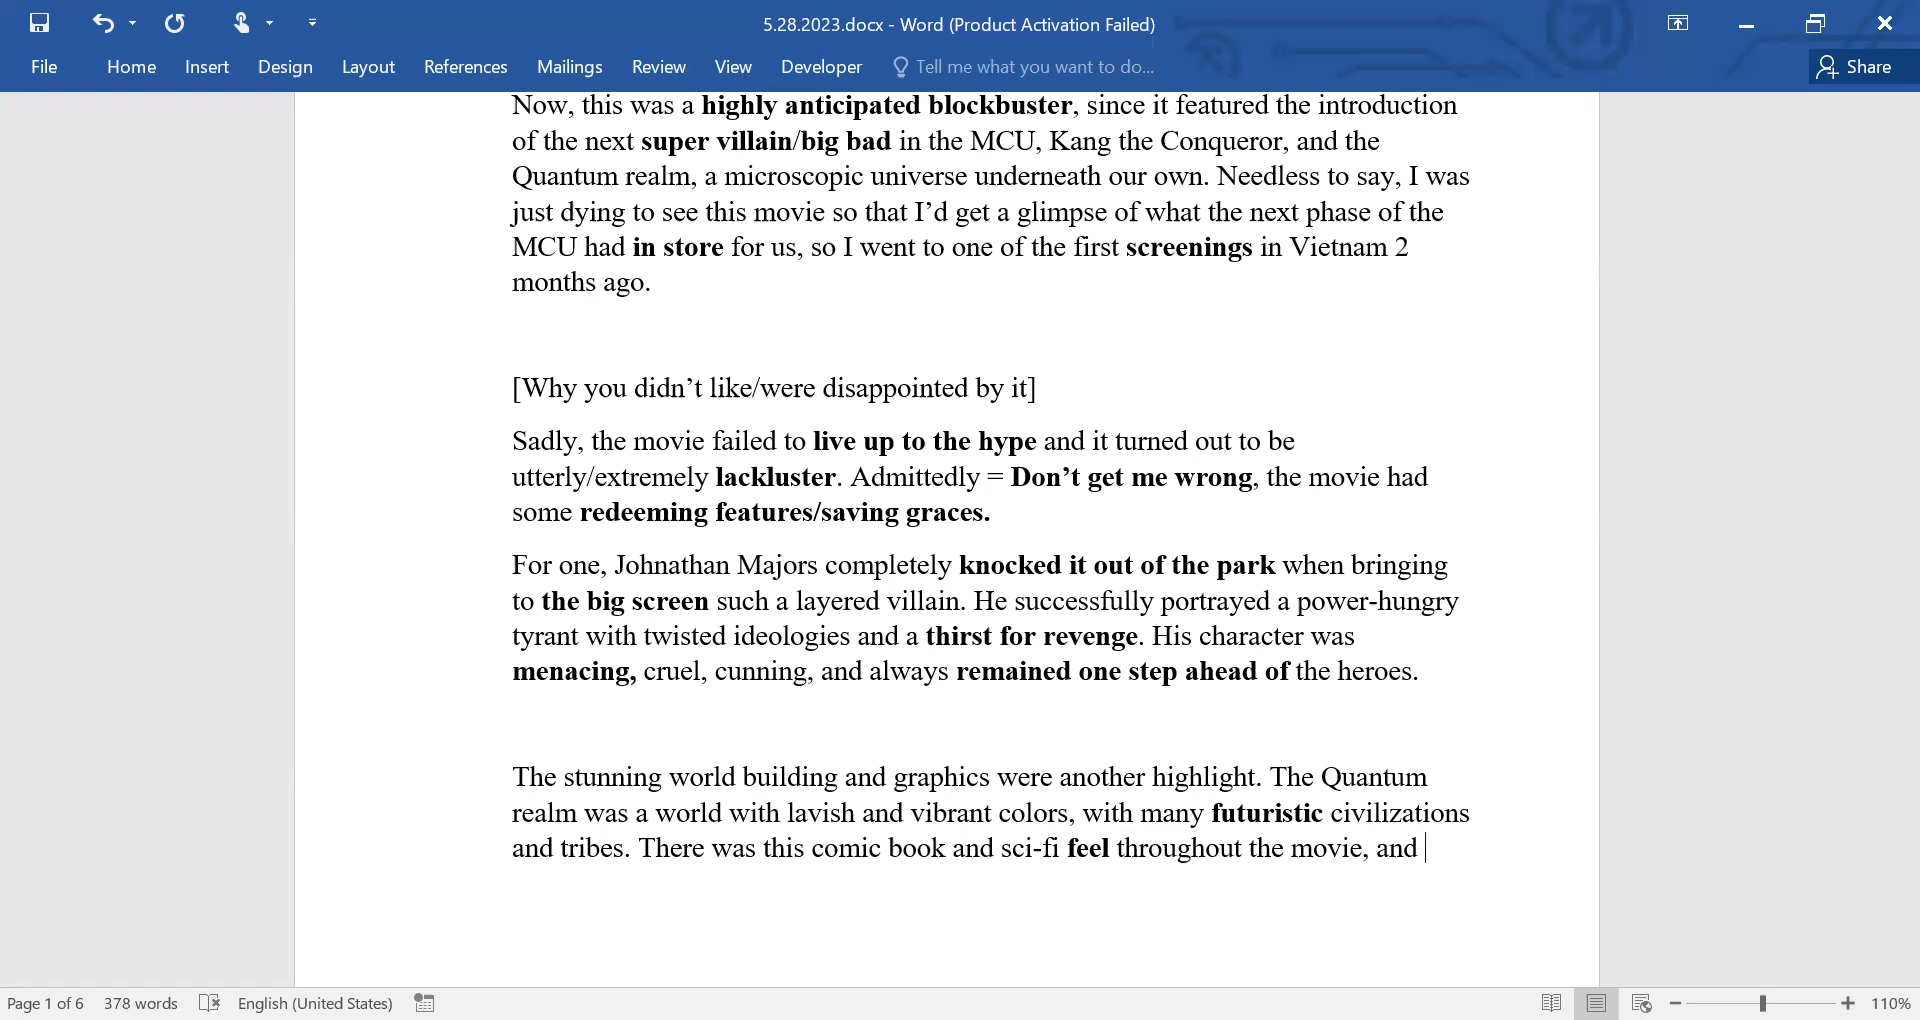 5.28.2023.docx - Word (Product Activation Failed)
File Home Insert Design Layout References Mailings Review View Developer Tell me what you want to do... Share
Now, this was a highly anticipated blockbuster, since it featured the introduction
of the next super villain/big bad in the MCU, Kang the Conqueror, and the
Quantum realm, a microscopic universe underneath our own. Needless to say, I was
just dying to see this movie so that I’d get a glimpse of what the next phase of the
MCU had in store for us, so I went to one of the first screenings in Vietnam 2
months ago.
[Why you didn’t like/were disappointed by it]
Sadly, the movie failed to live up to the hype and it turned out to be
utterly/extremely lackluster. Admittedly = Don’t get me wrong, the movie had
some redeeming features/saving graces.
For one, Johnathan Majors completely knocked it out of the park when bringing
to the big screen such a layered villain. He successfully portrayed a power-hungry
tyrant with twisted ideologies and a thirst for revenge. His character was
menacing, cruel, cunning, and always remained one step ahead of the heroes.
The stunning world building and graphics were another highlight. The Quantum
realm was a world with lavish and vibrant colors, with many futuristic civilizations
and tribes. There was this comic book and sci-fi feel throughout the movie, and
Page 1 of 6 378 words English (United States) 110%